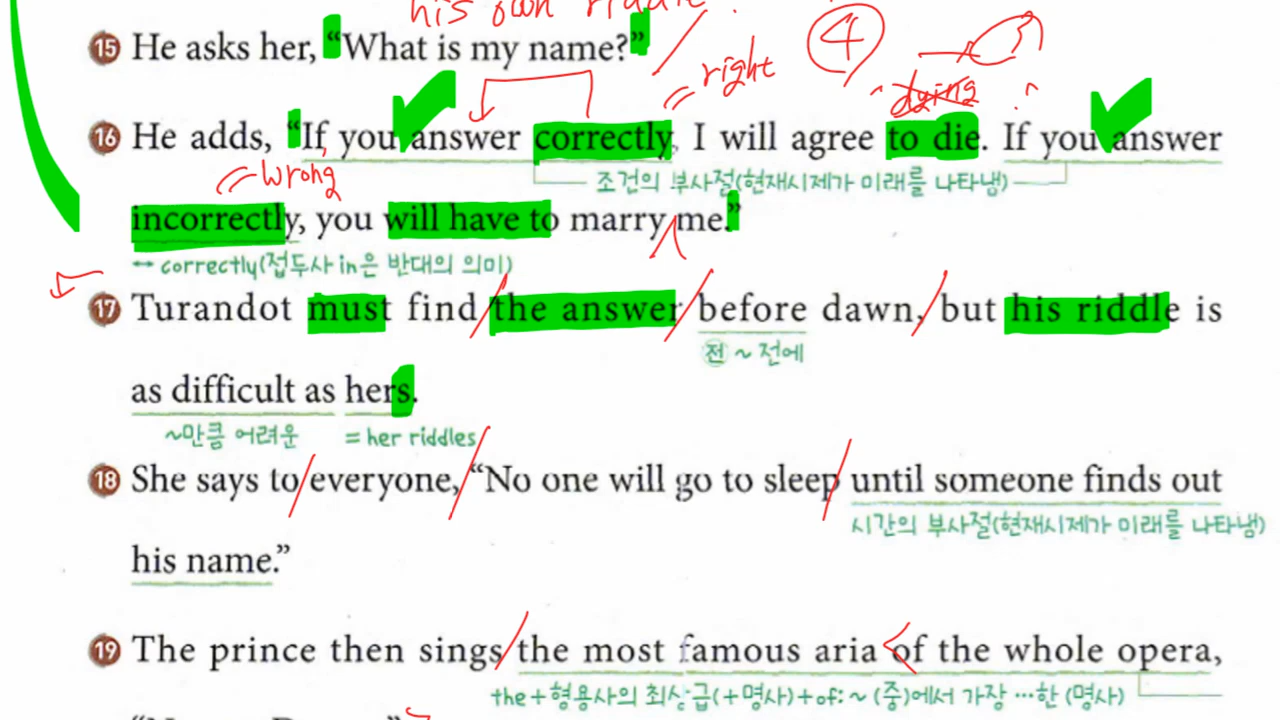 his own riddle.
⑮ He asks her, “What is my name?”
right
④
dying
⑯ He adds, “If you answer correctly, I will agree to die. If you answer
wrong
조건의 부사절(현재시제가 미래를 나타냄)
incorrectly, you will have to marry me.”
↔ correctly(접두사 in은 반대의 의미)
⑰ Turandot must find the answer before dawn, but his riddle is
전 ~ 전에
as difficult as hers.
~만큼 어려운
= her riddles
⑱ She says to everyone, “No one will go to sleep until someone finds out
시간의 부사절(현재시제가 미래를 나타냄)
his name.”
⑲ The prince then sings the most famous aria of the whole opera,
the+형용사의 최상급(+명사)+of: ~ (중)에서 가장 …한 (명사)